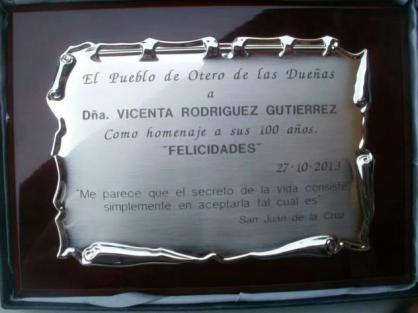 El Pueblo de Otero de las Dueñas
a
Dña. VICENTA RODRIGUEZ GUTIERREZ
Como homenaje a sus 100 años.
"FELICIDADES"
27-10-2013
"Me parece que el secreto de la vida consiste,
simplemente en aceptarla tal cual es"
San Juan de la Cruz